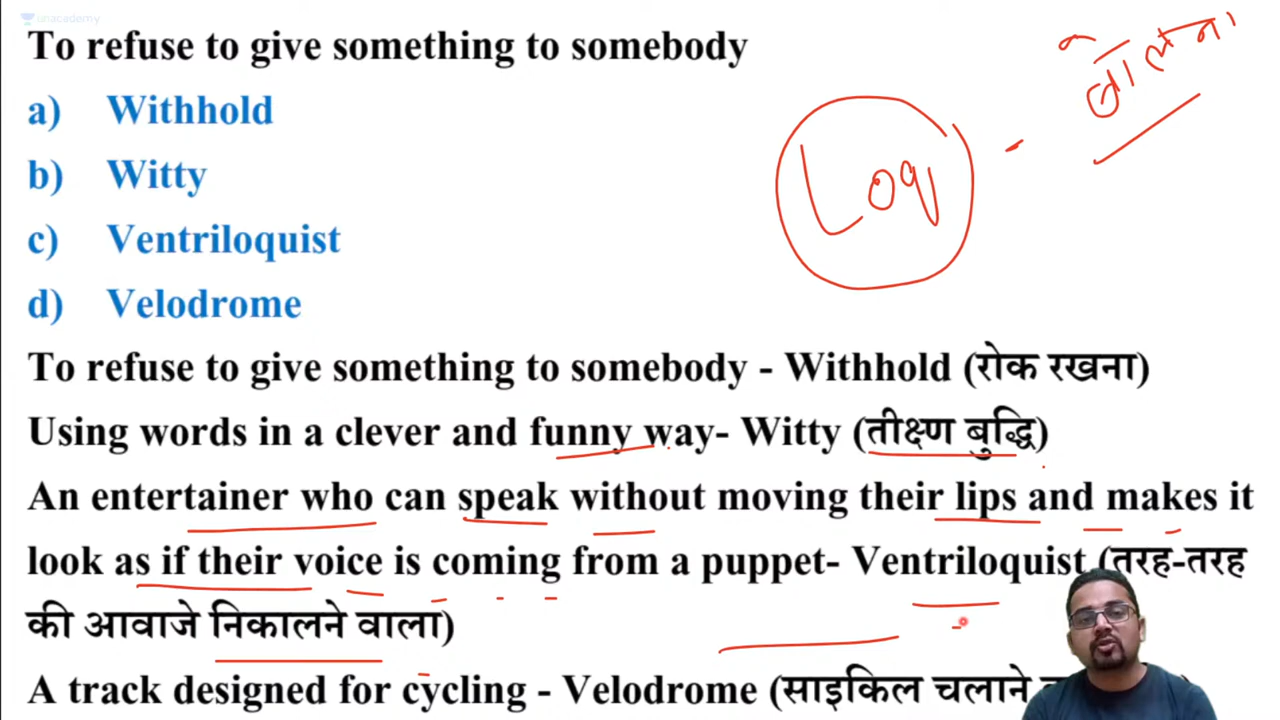 unacademy
To refuse to give something to somebody
a) Withhold
b) Witty
c) Ventriloquist
d) Velodrome
Loq - बोलना
To refuse to give something to somebody - Withhold (रोक रखना)
Using words in a clever and funny way- Witty (तीक्ष्ण बुद्धि)
An entertainer who can speak without moving their lips and makes it
look as if their voice is coming from a puppet- Ventriloquist (तरह-तरह
की आवाजे निकालने वाला)
A track designed for cycling - Velodrome (साइकिल चलाने